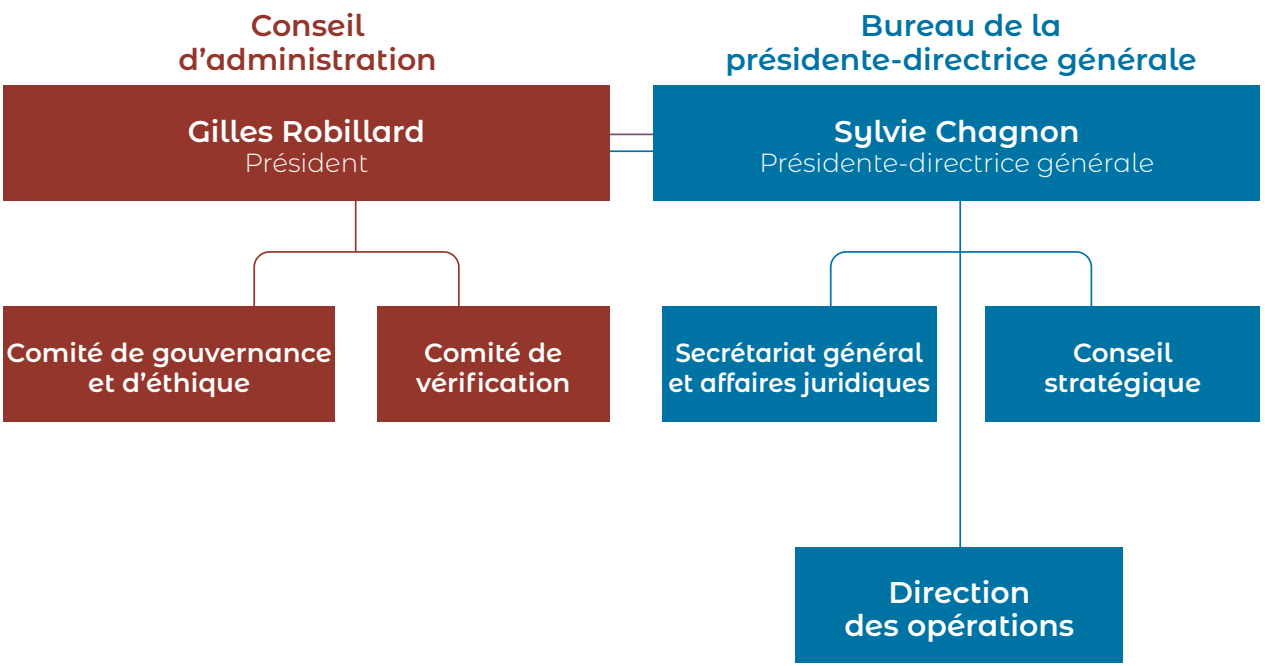 Conseil
d’administration
Gilles Robillard
Président
Comité de gouvernance
et d'éthique
Comité de
vérification
Bureau de la
présidente-directrice générale
Sylvie Chagnon
Présidente-directrice générale
Secrétariat général
et affaires juridiques
Conseil
stratégique
Direction
des opérations